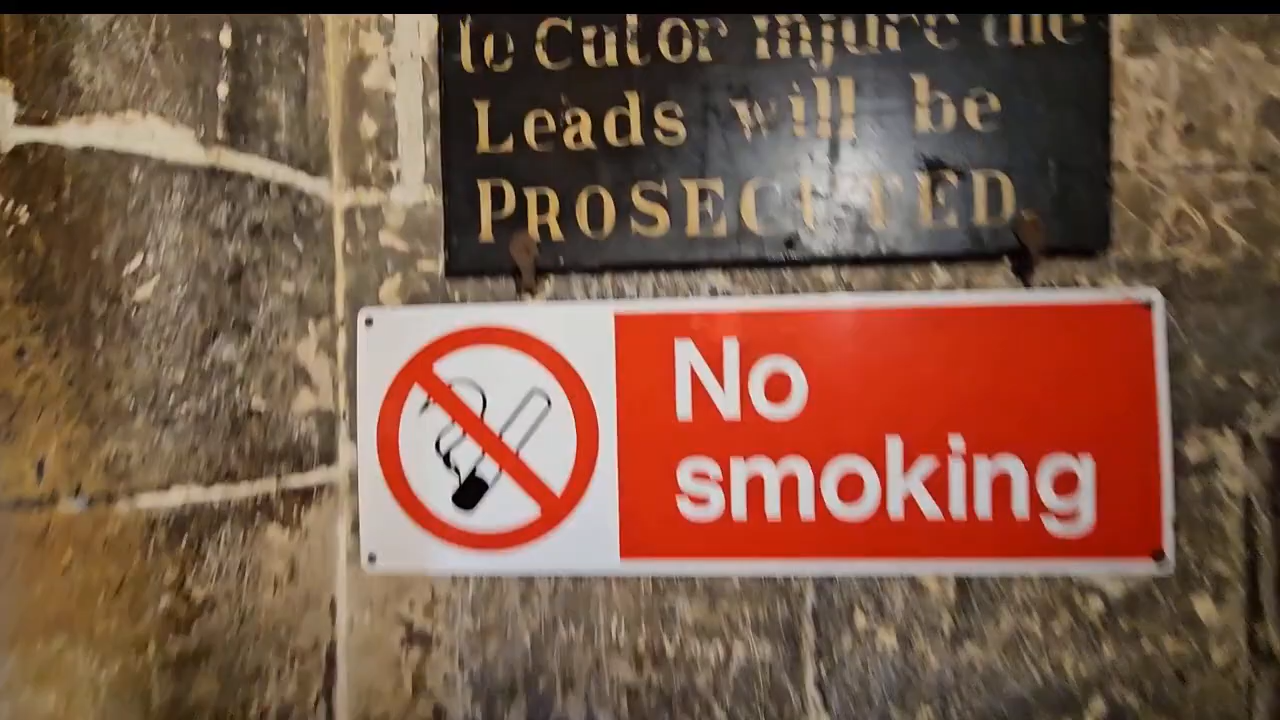 to Cut or injure the
Leads will be
PROSECUTED
No
smoking